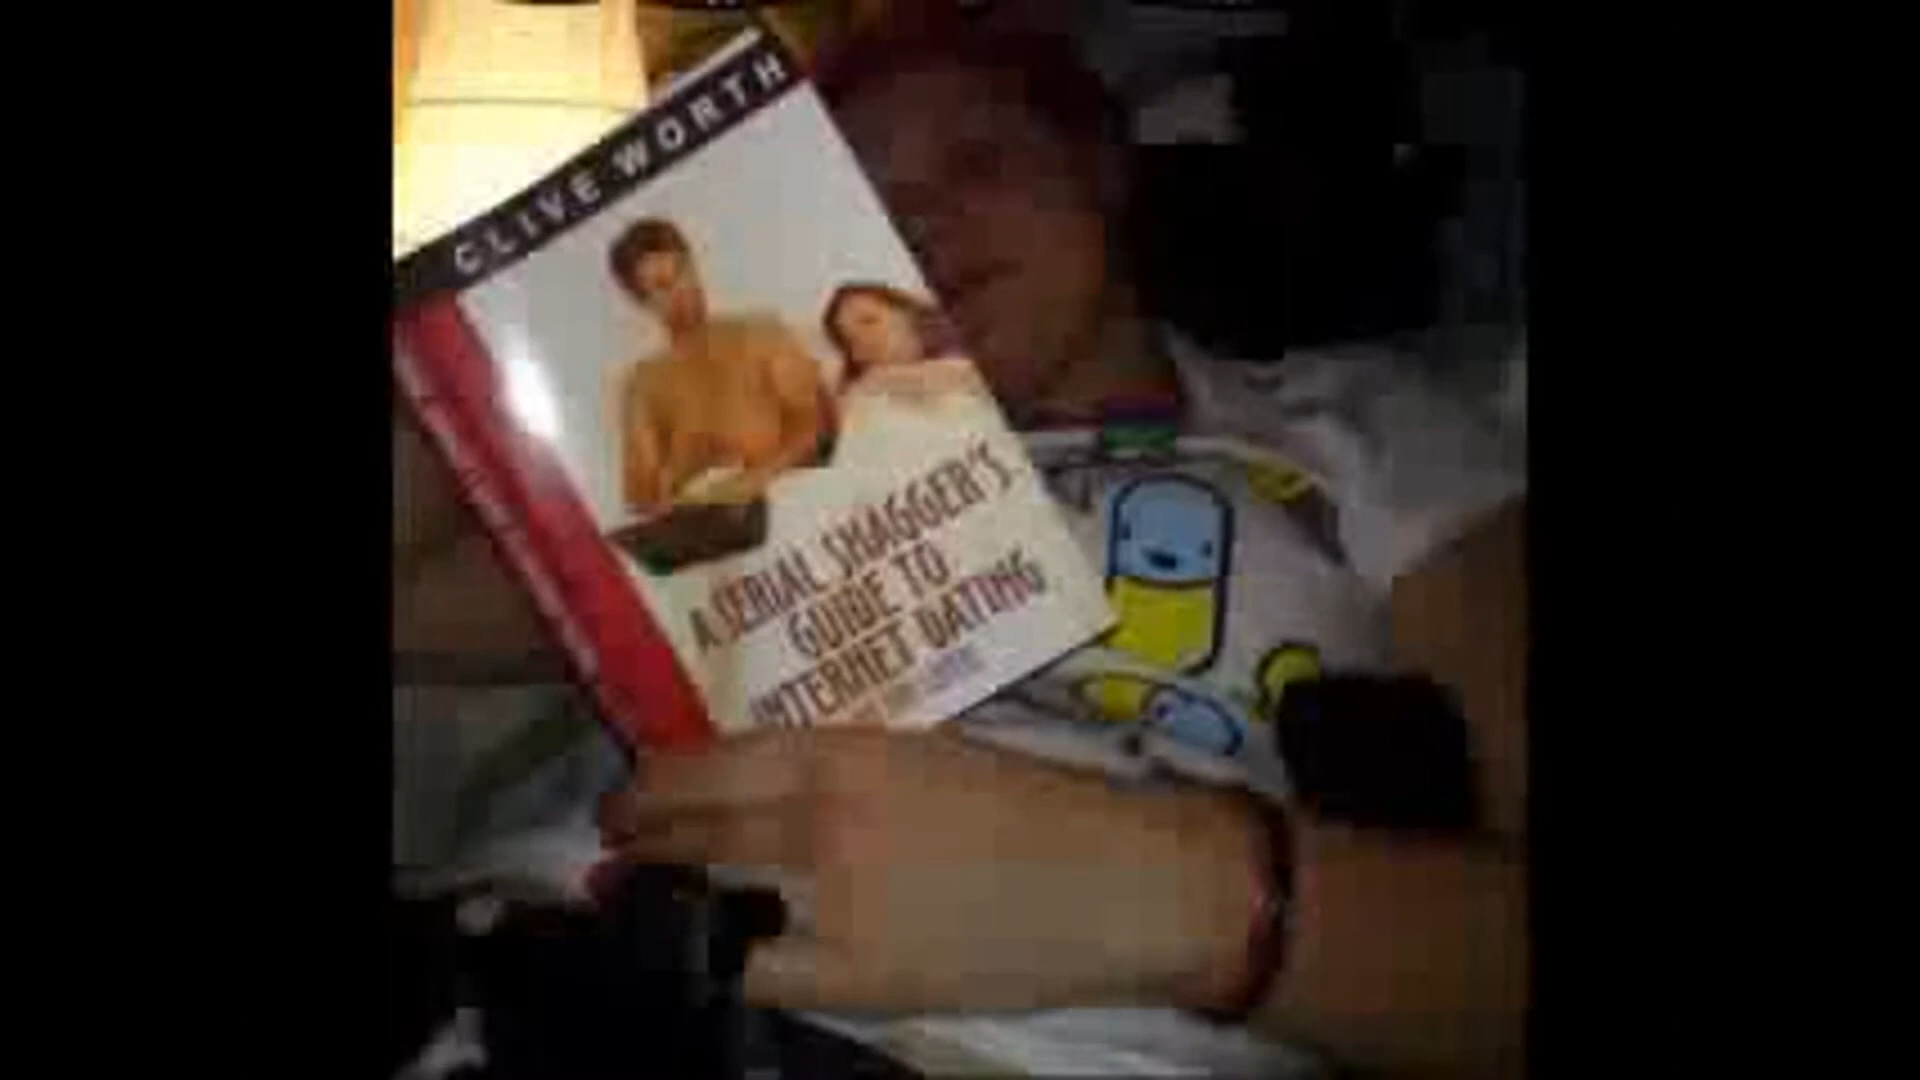 CLIVE WORTH
A SERIAL SHAGGER'S
GUIDE TO
INTERNET DATING